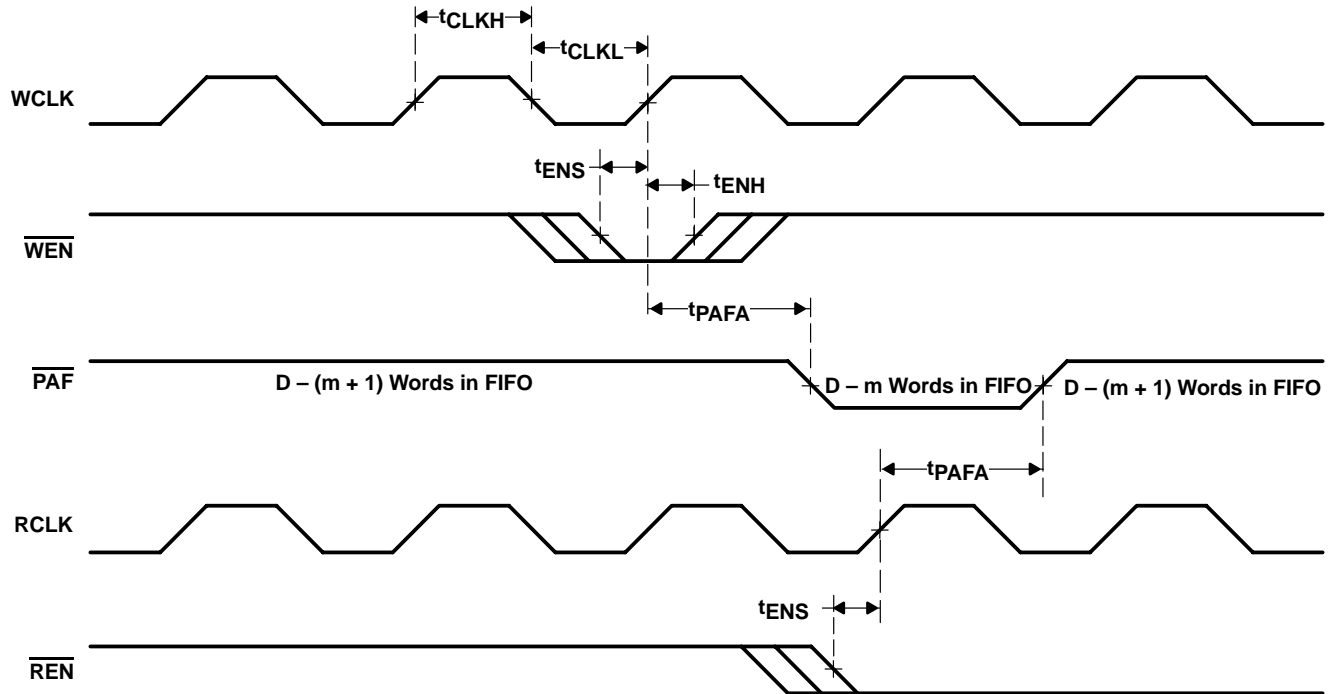 tCLKH
tCLKL
WCLK
tENS
tENH
WEN
tPAFA
PAF
D – (m + 1) Words in FIFO
D – m Words in FIFO
D – (m + 1) Words in FIFO
tPAFA
RCLK
tENS
REN